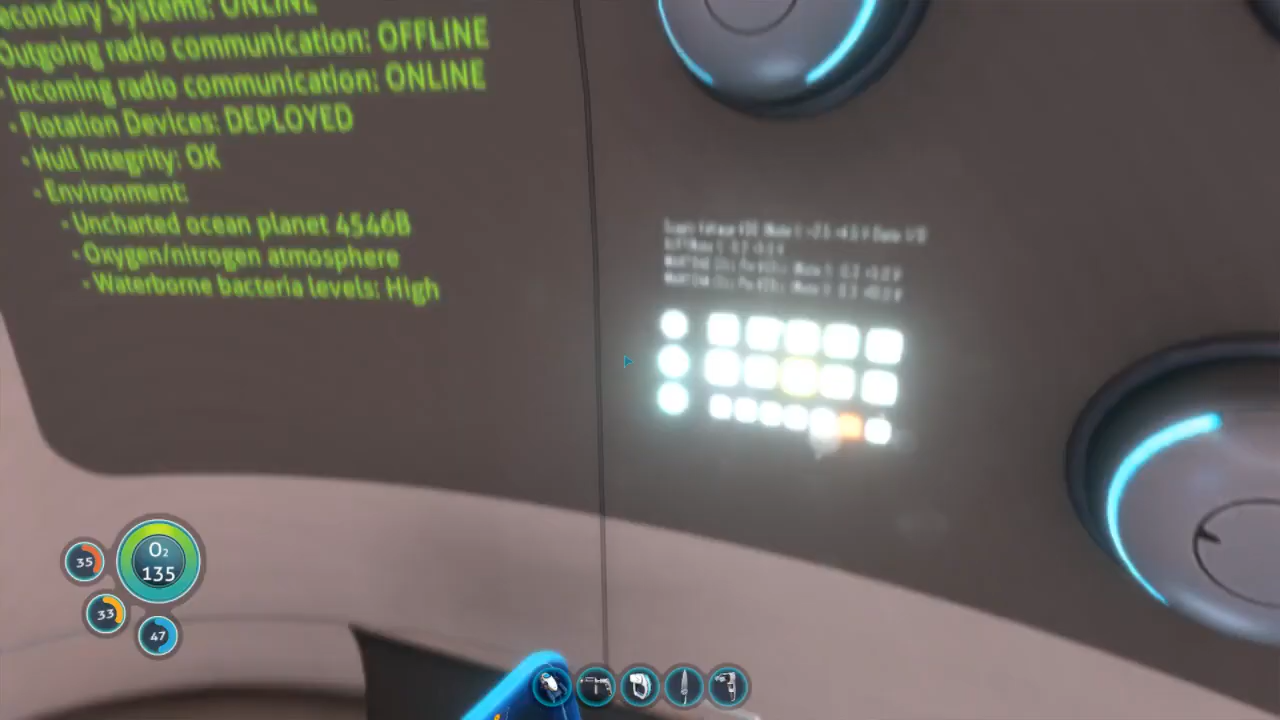 econdary Systems: ONLINE
Outgoing radio communication: OFFLINE
- Incoming radio communication: ONLINE
- Flotation Devices: DEPLOYED
- Hull Integrity: OK
- Environment:
- Uncharted ocean planet 4546B
- Oxygen/nitrogen atmosphere
- Waterborne bacteria levels: High
35
O₂
135
33
47